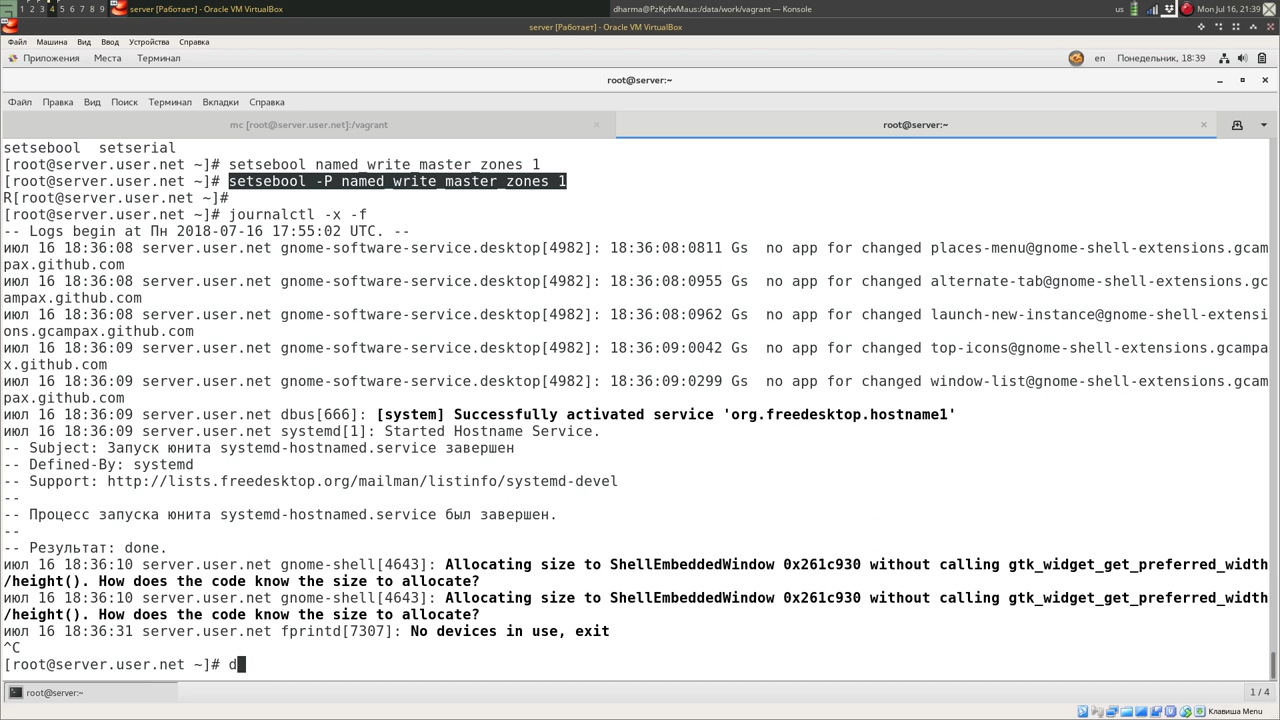 1 2 3 4 5 6 7 8 9 server [Работает] - Oracle VM VirtualBox dharma@PzKpfwMaus:/data/work/vagrant — Konsole us Mon Jul 16, 21:39
server [Работает] - Oracle VM VirtualBox
Файл Машина Вид Ввод Устройства Справка
Приложения Места Терминал en Понедельник, 18:39
root@server:~
Файл Правка Вид Поиск Терминал Вкладки Справка
mc [root@server.user.net]:/vagrant × root@server:~ ×
setsebool  setserial
[root@server.user.net ~]# setsebool named_write_master_zones 1
[root@server.user.net ~]# setsebool -P named_write_master_zones 1
R[root@server.user.net ~]#
[root@server.user.net ~]# journalctl -x -f
-- Logs begin at Пн 2018-07-16 17:55:02 UTC. --
июл 16 18:36:08 server.user.net gnome-software-service.desktop[4982]: 18:36:08:0811 Gs  no app for changed places-menu@gnome-shell-extensions.gcam
pax.github.com
июл 16 18:36:08 server.user.net gnome-software-service.desktop[4982]: 18:36:08:0955 Gs  no app for changed alternate-tab@gnome-shell-extensions.gc
ampax.github.com
июл 16 18:36:08 server.user.net gnome-software-service.desktop[4982]: 18:36:08:0962 Gs  no app for changed launch-new-instance@gnome-shell-extensi
ons.gcampax.github.com
июл 16 18:36:09 server.user.net gnome-software-service.desktop[4982]: 18:36:09:0042 Gs  no app for changed top-icons@gnome-shell-extensions.gcampa
x.github.com
июл 16 18:36:09 server.user.net gnome-software-service.desktop[4982]: 18:36:09:0299 Gs  no app for changed window-list@gnome-shell-extensions.gcam
pax.github.com
июл 16 18:36:09 server.user.net dbus[666]: [system] Successfully activated service 'org.freedesktop.hostname1'
июл 16 18:36:09 server.user.net systemd[1]: Started Hostname Service.
-- Subject: Запуск юнита systemd-hostnamed.service завершен
-- Defined-By: systemd
-- Support: http://lists.freedesktop.org/mailman/listinfo/systemd-devel
--
-- Процесс запуска юнита systemd-hostnamed.service был завершен.
--
-- Результат: done.
июл 16 18:36:10 server.user.net gnome-shell[4643]: Allocating size to ShellEmbeddedWindow 0x261c930 without calling gtk_widget_get_preferred_width
/height(). How does the code know the size to allocate?
июл 16 18:36:10 server.user.net gnome-shell[4643]: Allocating size to ShellEmbeddedWindow 0x261c930 without calling gtk_widget_get_preferred_width
/height(). How does the code know the size to allocate?
июл 16 18:36:31 server.user.net fprintd[7307]: No devices in use, exit
^C
[root@server.user.net ~]# d
root@server:~ 1 / 4
Клавиша Menu